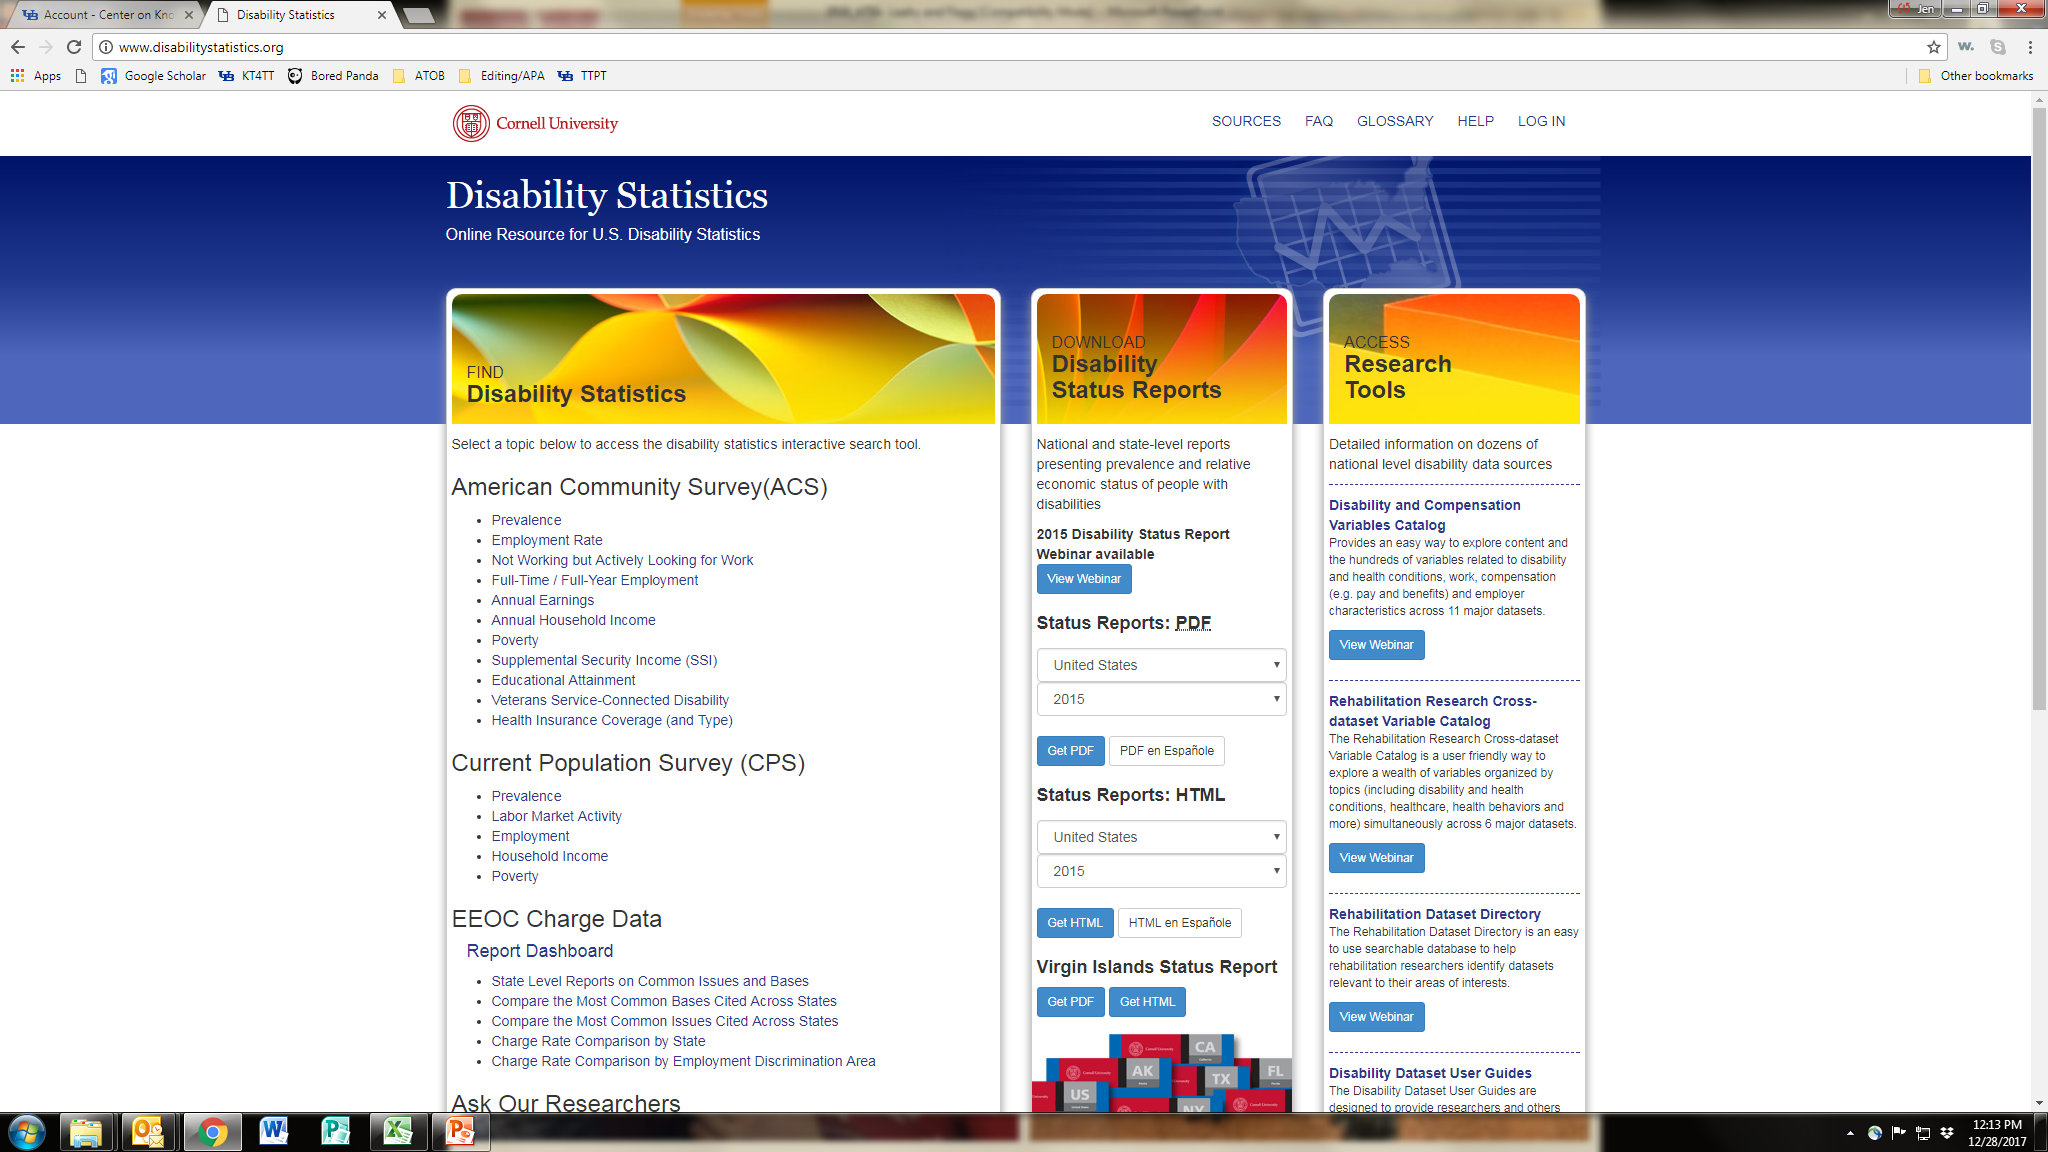 Account - Center on Kno
Disability Statistics
Jen
www.disabilitystatistics.org
Apps
Google Scholar
KT4TT
Bored Panda
ATOB
Editing/APA
TTPT
Other bookmarks
Cornell University
SOURCES
FAQ
GLOSSARY
HELP
LOG IN
Disability Statistics
Online Resource for U.S. Disability Statistics
FIND
Disability Statistics
Select a topic below to access the disability statistics interactive search tool.
American Community Survey(ACS)
Prevalence
Employment Rate
Not Working but Actively Looking for Work
Full-Time / Full-Year Employment
Annual Earnings
Annual Household Income
Poverty
Supplemental Security Income (SSI)
Educational Attainment
Veterans Service-Connected Disability
Health Insurance Coverage (and Type)
Current Population Survey (CPS)
Prevalence
Labor Market Activity
Employment
Household Income
Poverty
EEOC Charge Data
Report Dashboard
State Level Reports on Common Issues and Bases
Compare the Most Common Bases Cited Across States
Compare the Most Common Issues Cited Across States
Charge Rate Comparison by State
Charge Rate Comparison by Employment Discrimination Area
Ask Our Researchers
DOWNLOAD
Disability
Status Reports
National and state-level reports
presenting prevalence and relative
economic status of people with
disabilities
2015 Disability Status Report
Webinar available
View Webinar
Status Reports: PDF
United States
2015
Get PDF
PDF en Españole
Status Reports: HTML
United States
2015
Get HTML
HTML en Españole
Virgin Islands Status Report
Get PDF
Get HTML
CA
AK
TX
FL
US
NY
ACCESS
Research
Tools
Detailed information on dozens of
national level disability data sources
Disability and Compensation
Variables Catalog
Provides an easy way to explore content and
the hundreds of variables related to disability
and health conditions, work, compensation
(e.g. pay and benefits) and employer
characteristics across 11 major datasets.
View Webinar
Rehabilitation Research Cross-
dataset Variable Catalog
The Rehabilitation Research Cross-dataset
Variable Catalog is a user friendly way to
explore a wealth of variables organized by
topics (including disability and health
conditions, healthcare, health behaviors and
more) simultaneously across 6 major datasets.
View Webinar
Rehabilitation Dataset Directory
The Rehabilitation Dataset Directory is an easy
to use searchable database to help
rehabilitation researchers identify datasets
relevant to their areas of interests.
View Webinar
Disability Dataset User Guides
The Disability Dataset User Guides are
designed to provide researchers and others
12:13 PM
12/28/2017